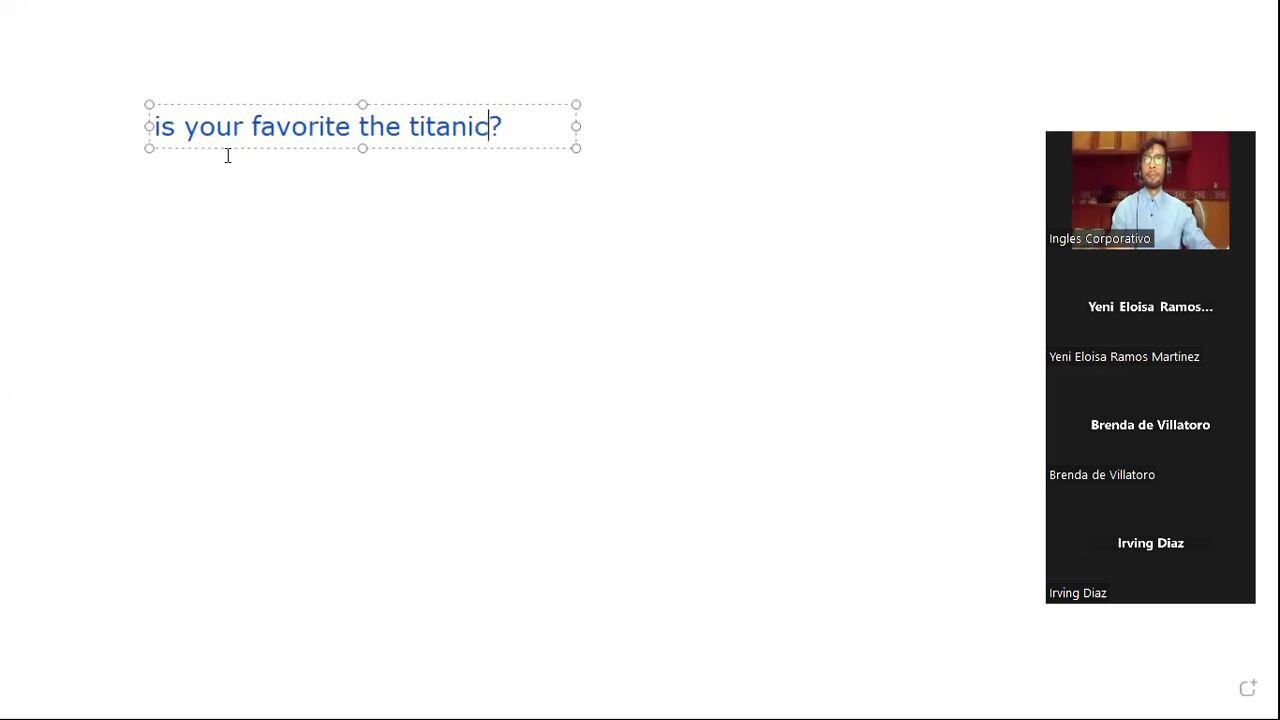 is your favorite the titanic?
Ingles Corporativo
Yeni Eloisa Ramos...
Yeni Eloisa Ramos Martinez
Brenda de Villatoro
Brenda de Villatoro
Irving Diaz
Irving Diaz